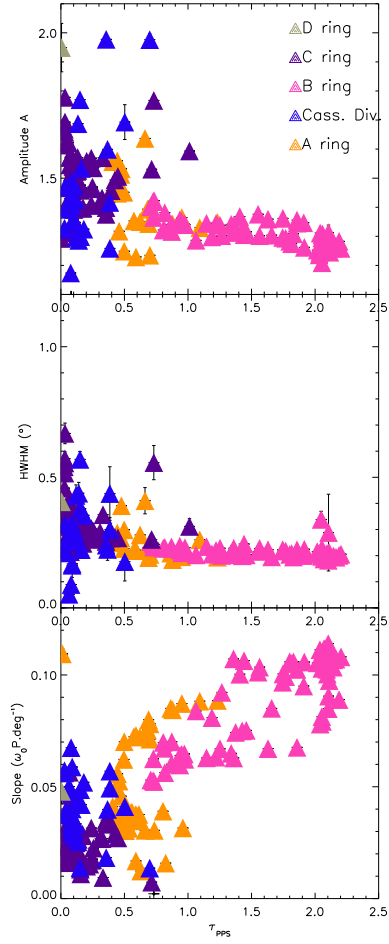 2.0
1.5
Amplitude A
D ring
C ring
B ring
Cass. Div.
A ring
0.0 0.5 1.0 1.5 2.0 2.5
1.0
0.5
0.0
HWHM (°)
0.0 0.5 1.0 1.5 2.0 2.5
0.10
0.05
0.00
Slope (ω₀P.deg⁻¹)
0.0 0.5 1.0 1.5 2.0 2.5
τPPS